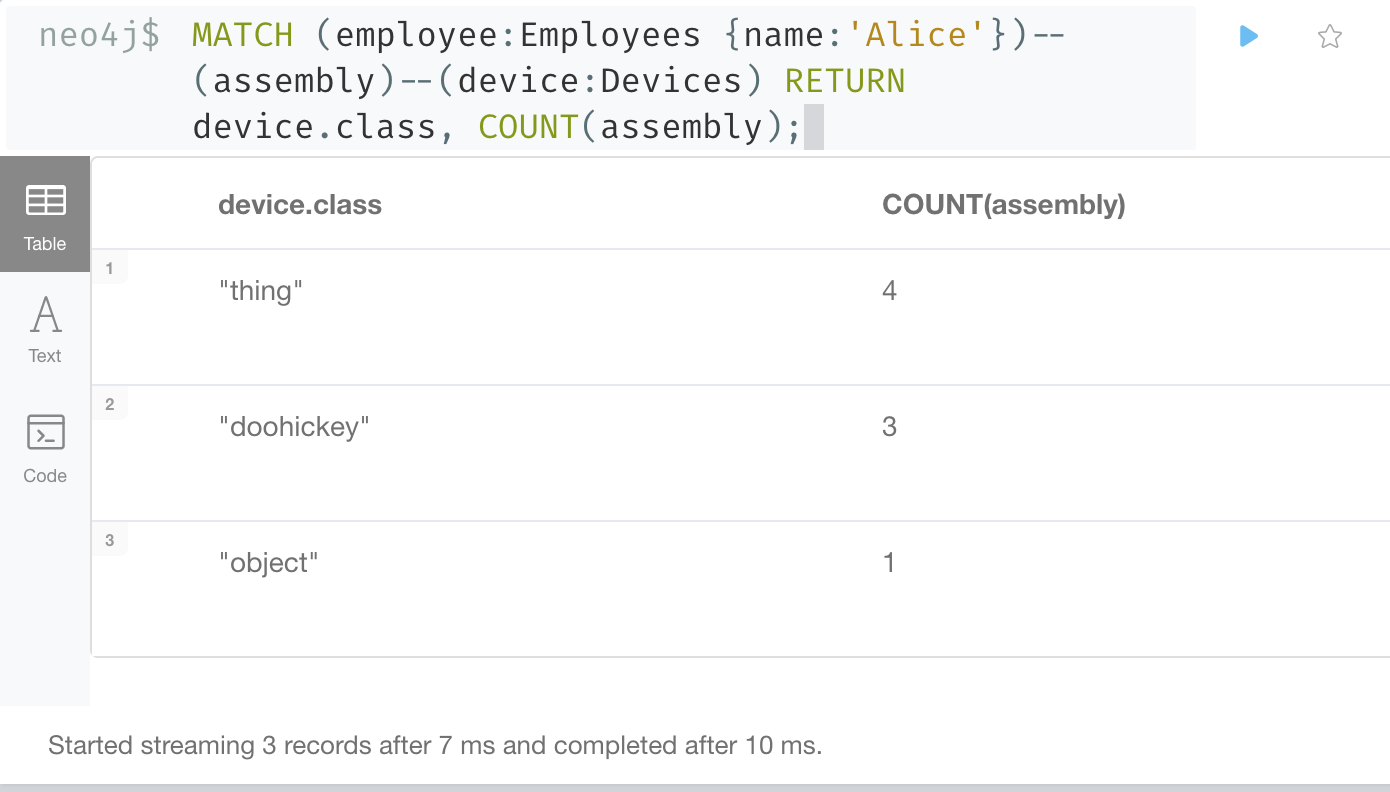 neo4j$ MATCH (employee:Employees {name:'Alice'})--
(assembly)--(device:Devices) RETURN
device.class, COUNT(assembly);
Table
Text
Code
device.class COUNT(assembly)
1 "thing" 4
2 "doohickey" 3
3 "object" 1
Started streaming 3 records after 7 ms and completed after 10 ms.